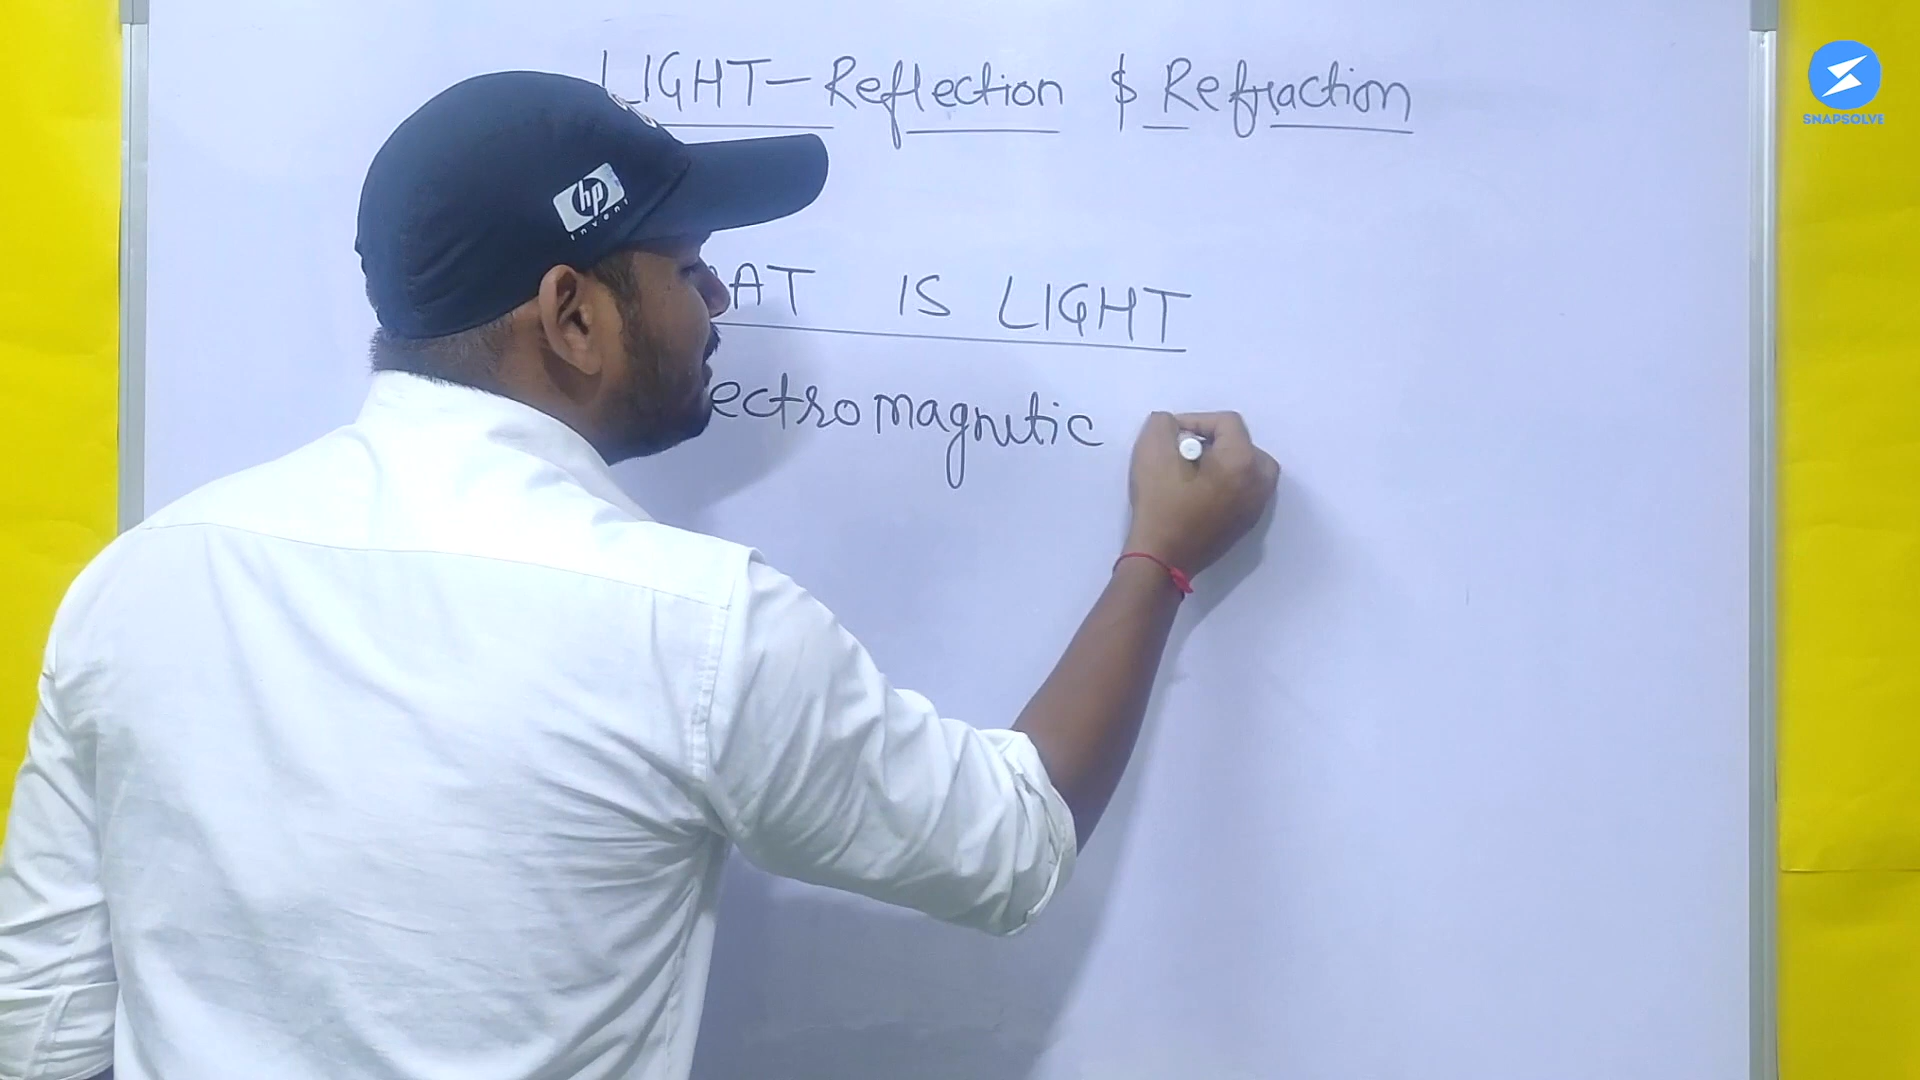 LIGHT-Reflection $ Refraction
SNAPSOLVE
hp
invent
AT IS LIGHT
ectromagnetic